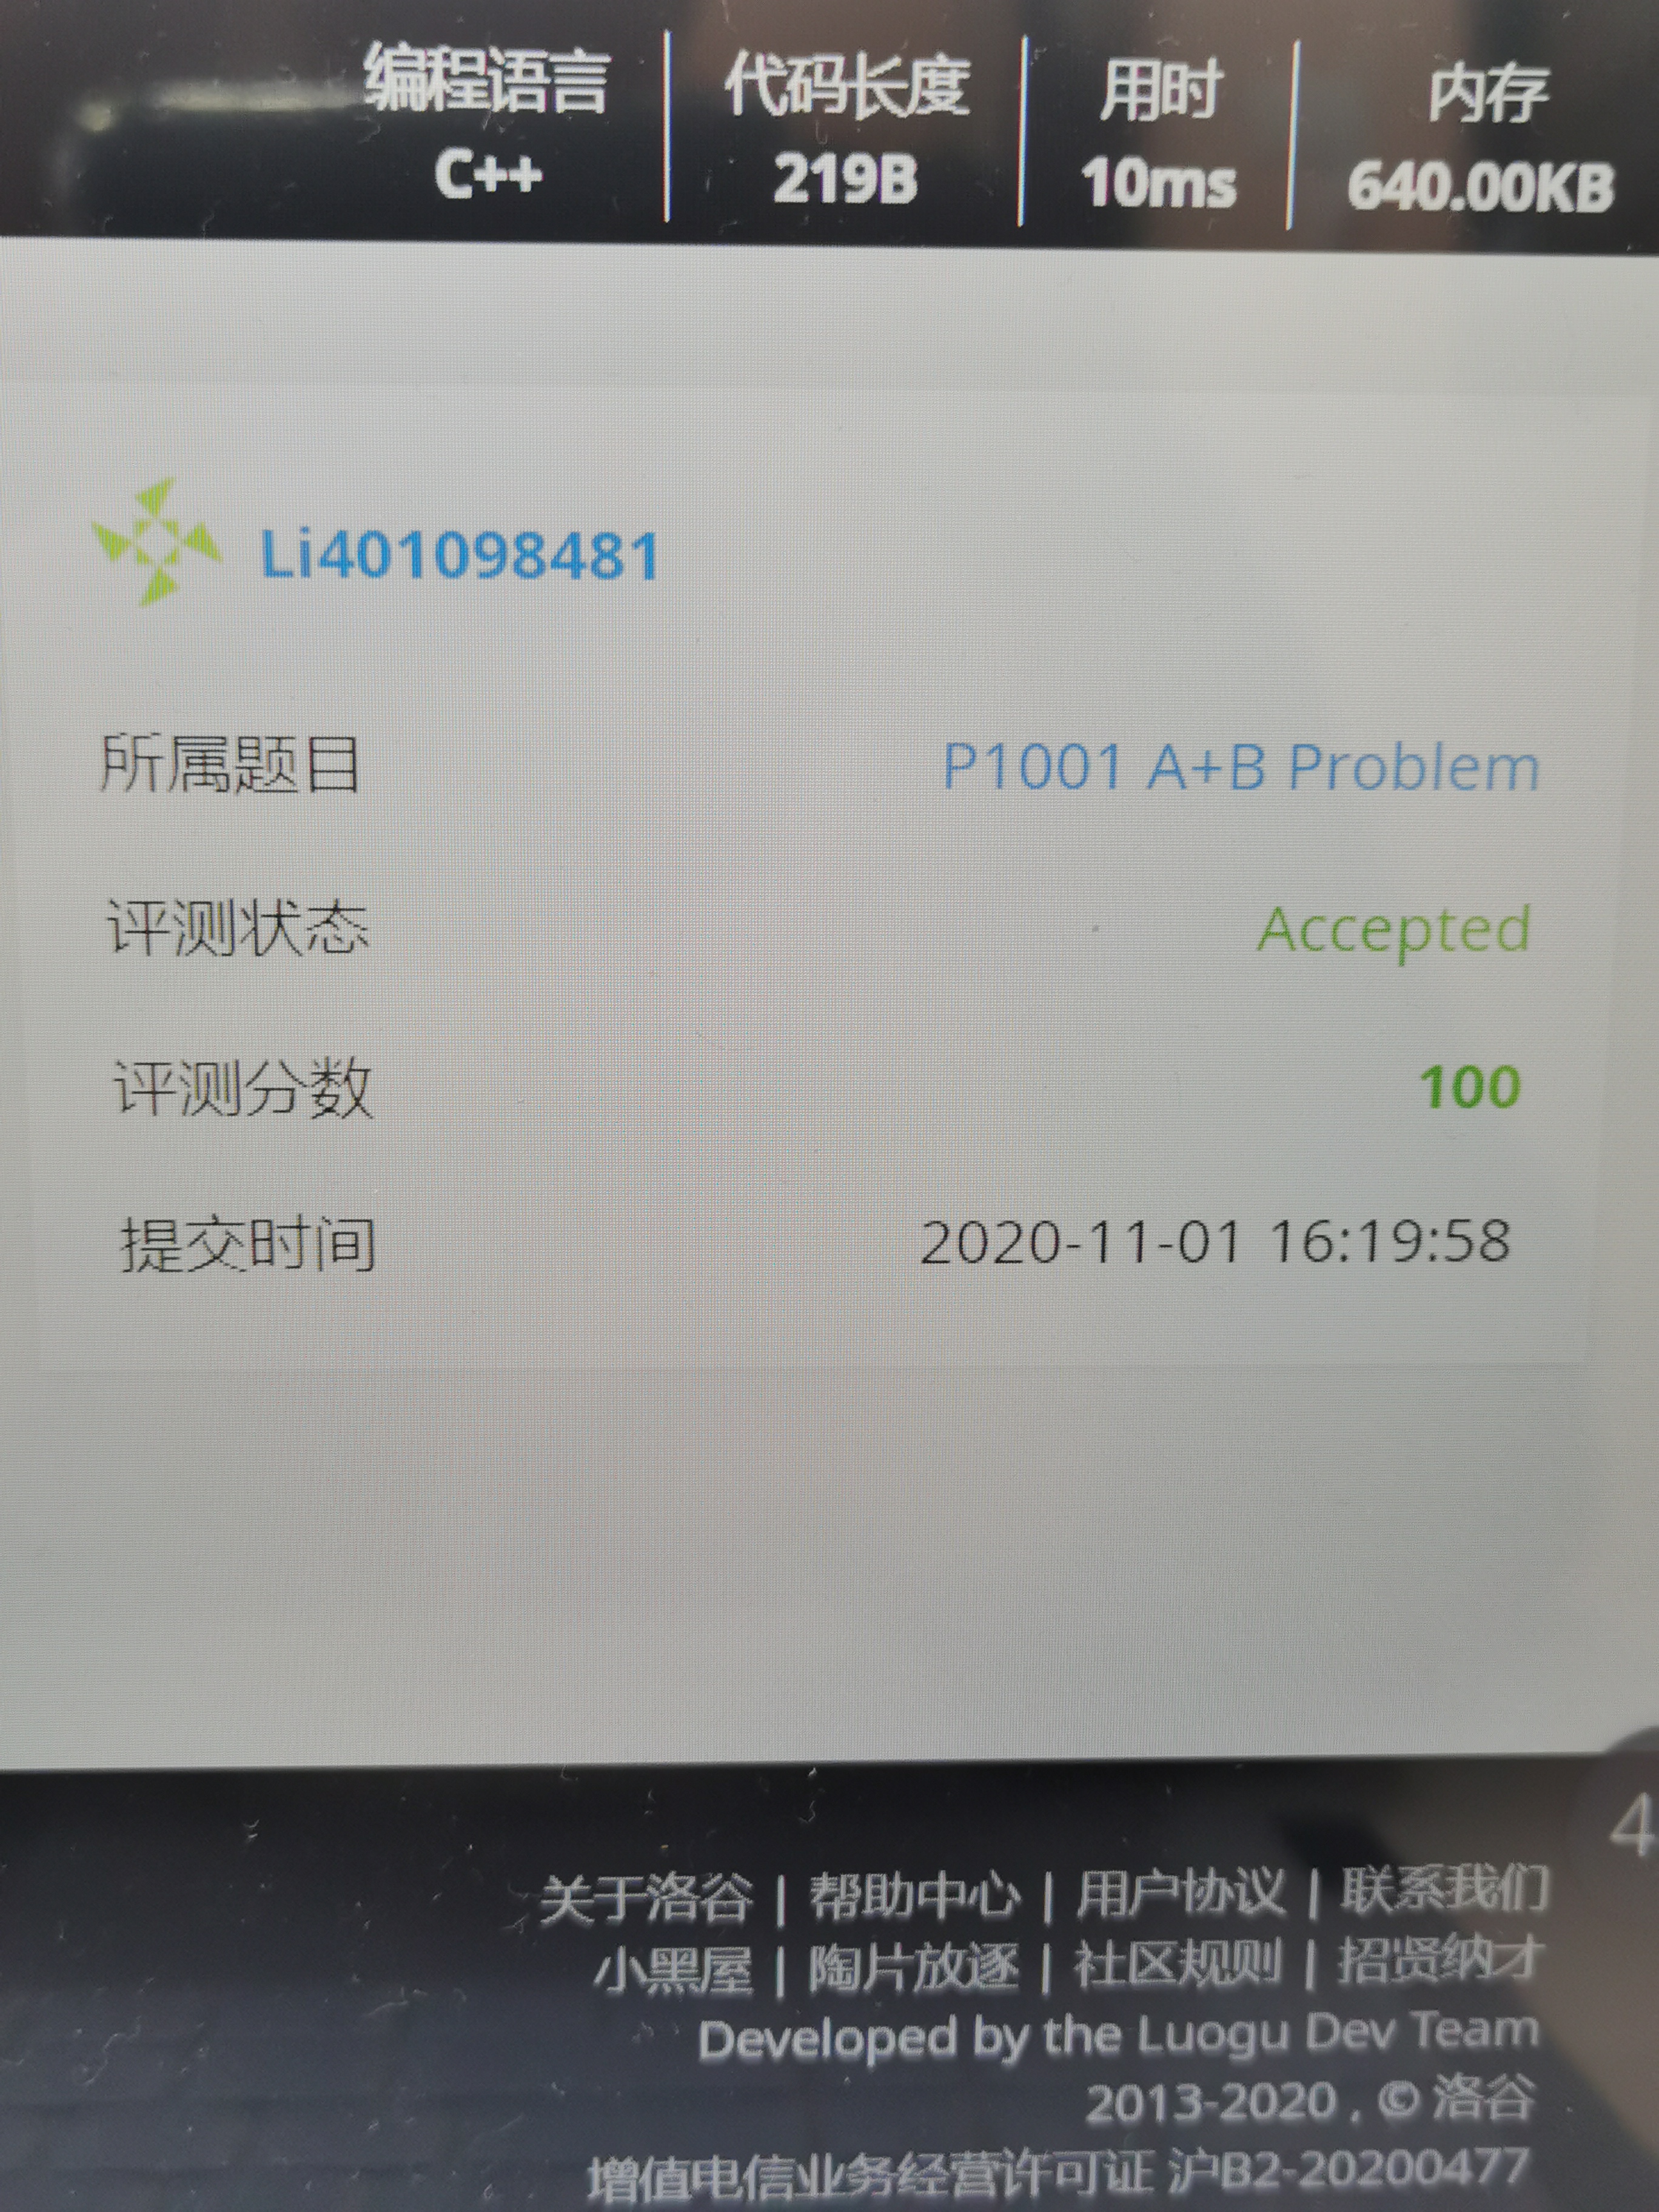 编程语言 代码长度 用时 内存
C++ 219B 10ms 640.00KB
Li401098481
所属题目 P1001 A+B Problem
评测状态 Accepted
评测分数 100
提交时间 2020-11-01 16:19:58
4
关于洛谷 | 帮助中心 | 用户协议 | 联系我们
小黑屋 | 陶片放逐 | 社区规则 | 招贤纳才
Developed by the Luogu Dev Team
2013-2020 , © 洛谷
增值电信业务经营许可证 沪B2-20200477